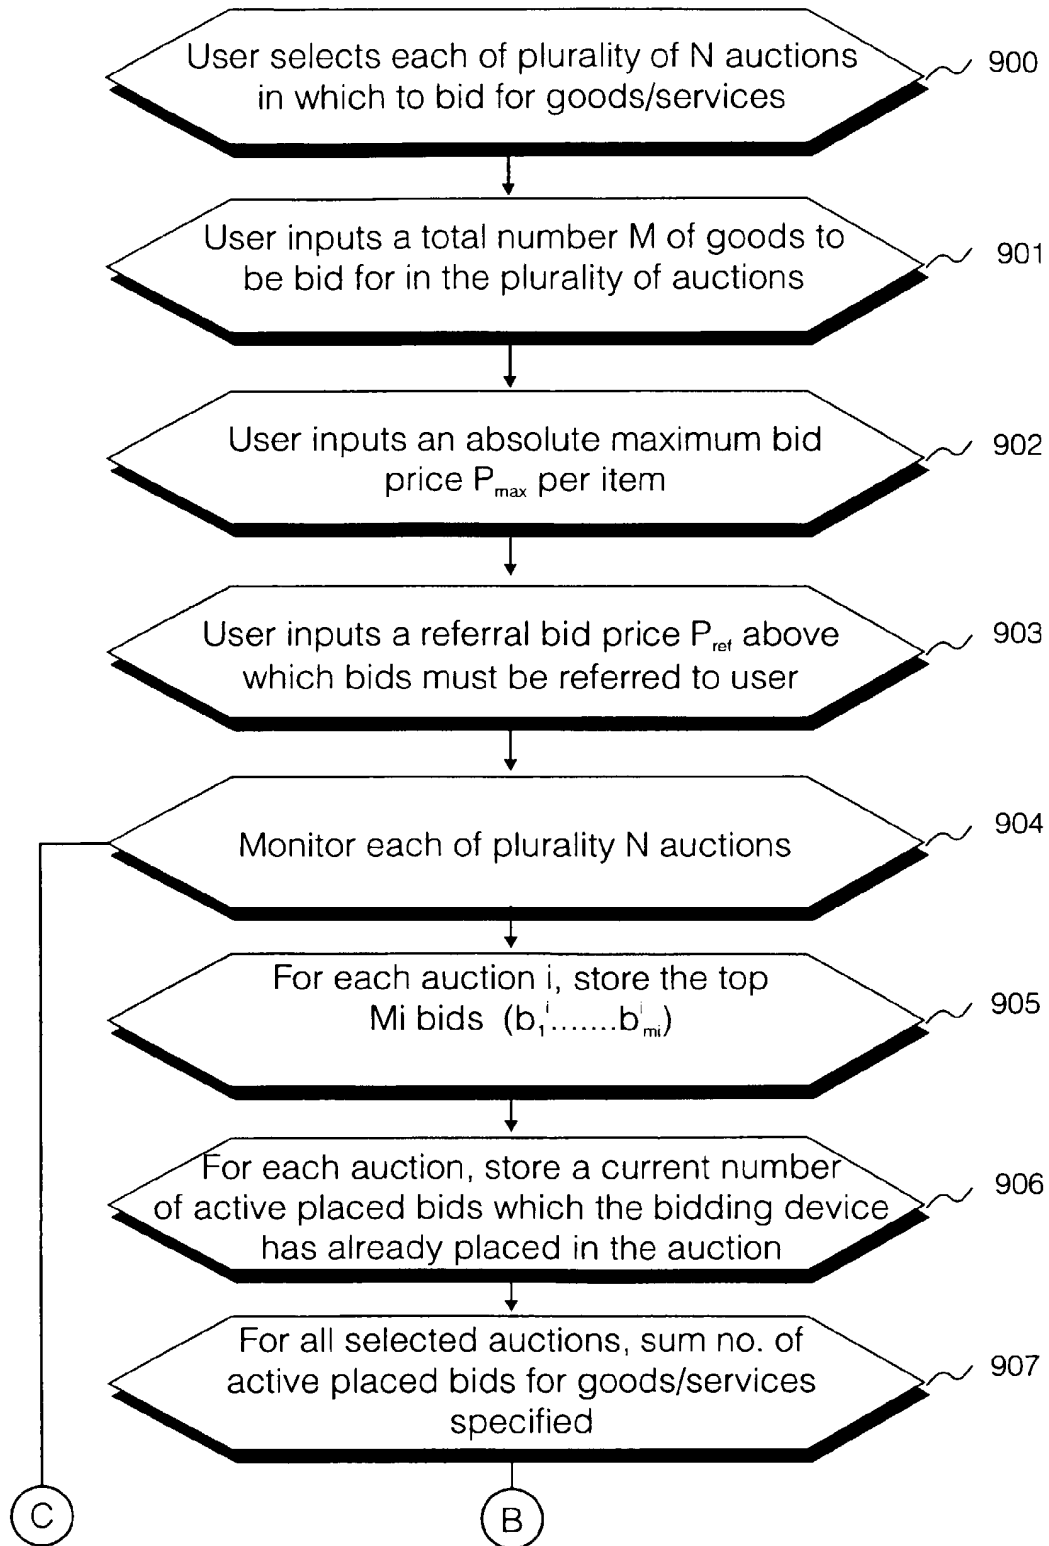 User selects each of plurality of N auctions
in which to bid for goods/services
900
User inputs a total number M of goods to
be bid for in the plurality of auctions
901
User inputs an absolute maximum bid
price Pmax per item
902
User inputs a referral bid price Pref above
which bids must be referred to user
903
Monitor each of plurality N auctions
904
For each auction i, store the top
Mi bids (b₁ⁱ.......bⁱmi)
905
For each auction, store a current number
of active placed bids which the bidding device
has already placed in the auction
906
For all selected auctions, sum no. of
active placed bids for goods/services
specified
907
C
B